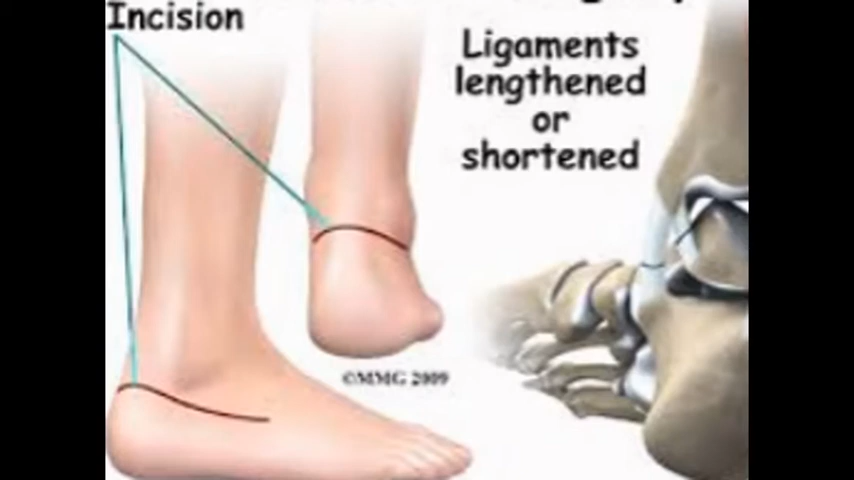 Incision
Ligaments
lengthened
or
shortened
©MMG 2009